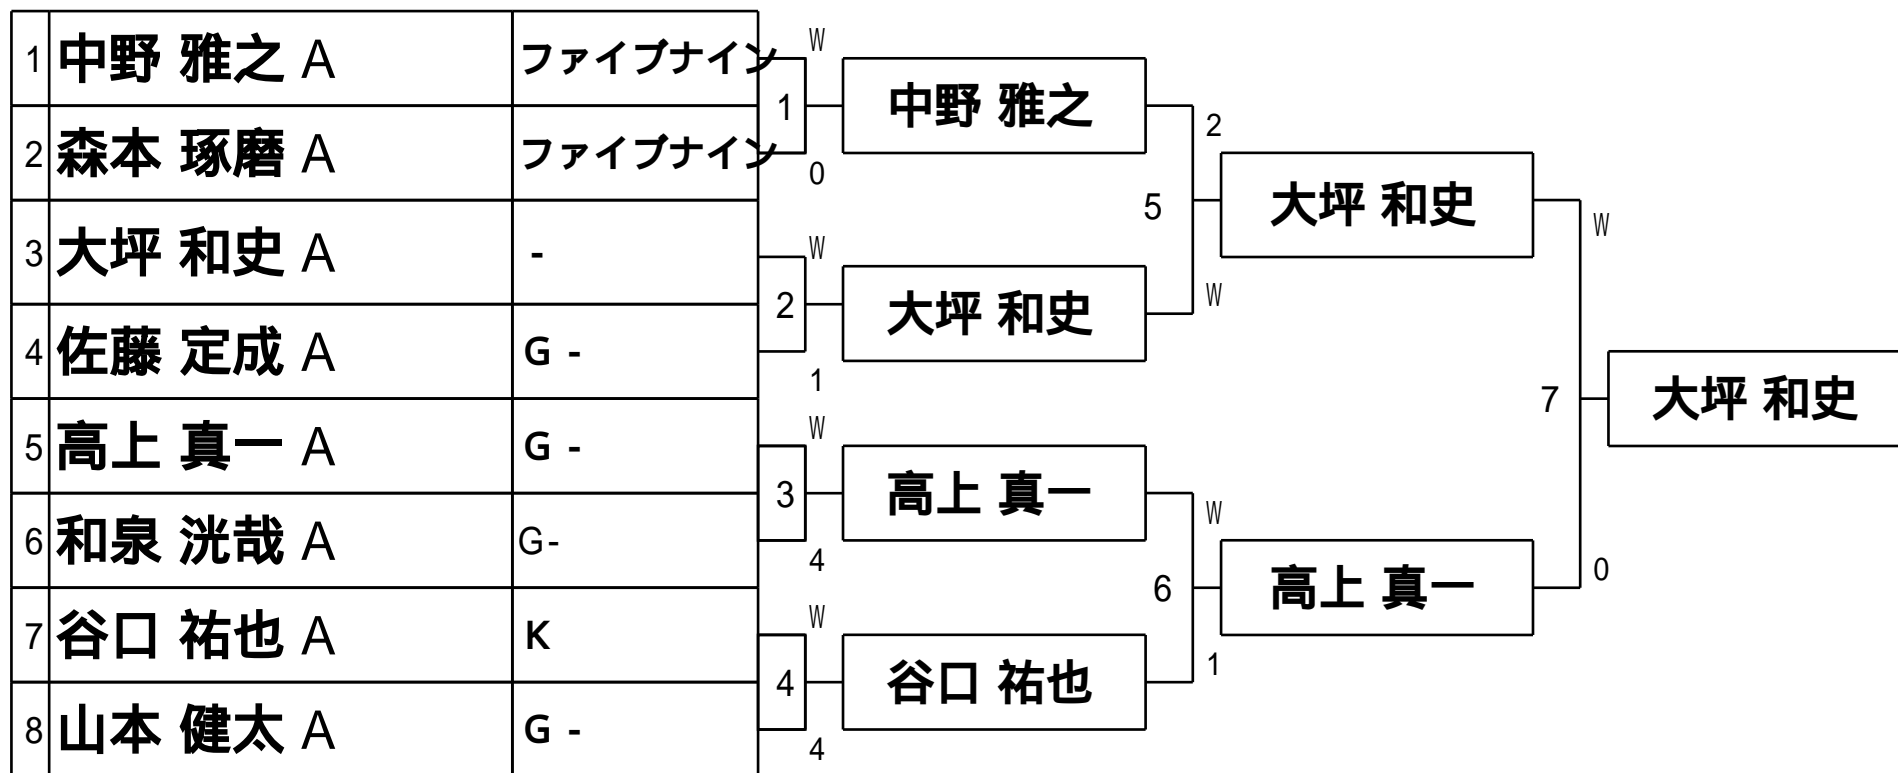 1 中野 雅之 A ファイブナイン
2 森本 琢磨 A ファイブナイン
3 大坪 和史 A -
4 佐藤 定成 A G -
5 高上 真一 A G -
6 和泉 洸哉 A G-
7 谷口 祐也 A K
8 山本 健太 A G -
W
1
0
W
2
1
W
3
4
W
4
4
中野 雅之
大坪 和史
高上 真一
谷口 祐也
2
5
W
W
6
1
大坪 和史
高上 真一
W
7
0
大坪 和史